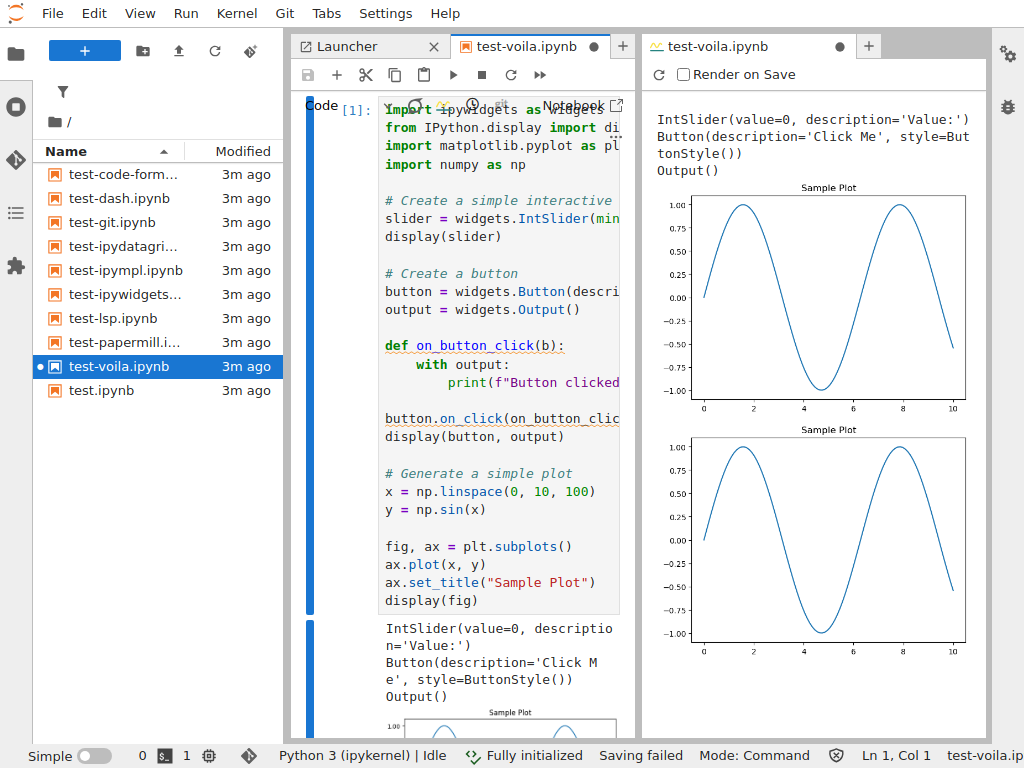 File Edit View Run Kernel Git Tabs Settings Help
Launcher
test-voila.ipynb
test-voila.ipynb
Render on Save
/
Name Modified
test-code-form… 3m ago
test-dash.ipynb 3m ago
test-git.ipynb 3m ago
test-ipydatagri… 3m ago
test-ipympl.ipynb 3m ago
test-ipywidgets… 3m ago
test-lsp.ipynb 3m ago
test-papermill.i… 3m ago
test-voila.ipynb 3m ago
test.ipynb 3m ago
Code git Notebook
[1]:
import ipywidgets as widgets
from IPython.display import di
import matplotlib.pyplot as pl
import numpy as np
# Create a simple interactive
slider = widgets.IntSlider(min
display(slider)
# Create a button
button = widgets.Button(descri
output = widgets.Output()
def on_button_click(b):
with output:
print(f"Button clicked
button.on_click(on_button_clic
display(button, output)
# Generate a simple plot
x = np.linspace(0, 10, 100)
y = np.sin(x)
fig, ax = plt.subplots()
ax.plot(x, y)
ax.set_title("Sample Plot")
display(fig)
IntSlider(value=0, descriptio
n='Value:')
Button(description='Click M
e', style=ButtonStyle())
Output()
Sample Plot
1.00
IntSlider(value=0, description='Value:')
Button(description='Click Me', style=But
tonStyle())
Output()
Sample Plot
1.00
0.75
0.50
0.25
0.00
−0.25
−0.50
−0.75
−1.00
0 2 4 6 8 10
Sample Plot
1.00
0.75
0.50
0.25
0.00
−0.25
−0.50
−0.75
−1.00
0 2 4 6 8 10
Simple 0 1 Python 3 (ipykernel) | Idle Fully initialized Saving failed Mode: Command Ln 1, Col 1 test-voila.ip